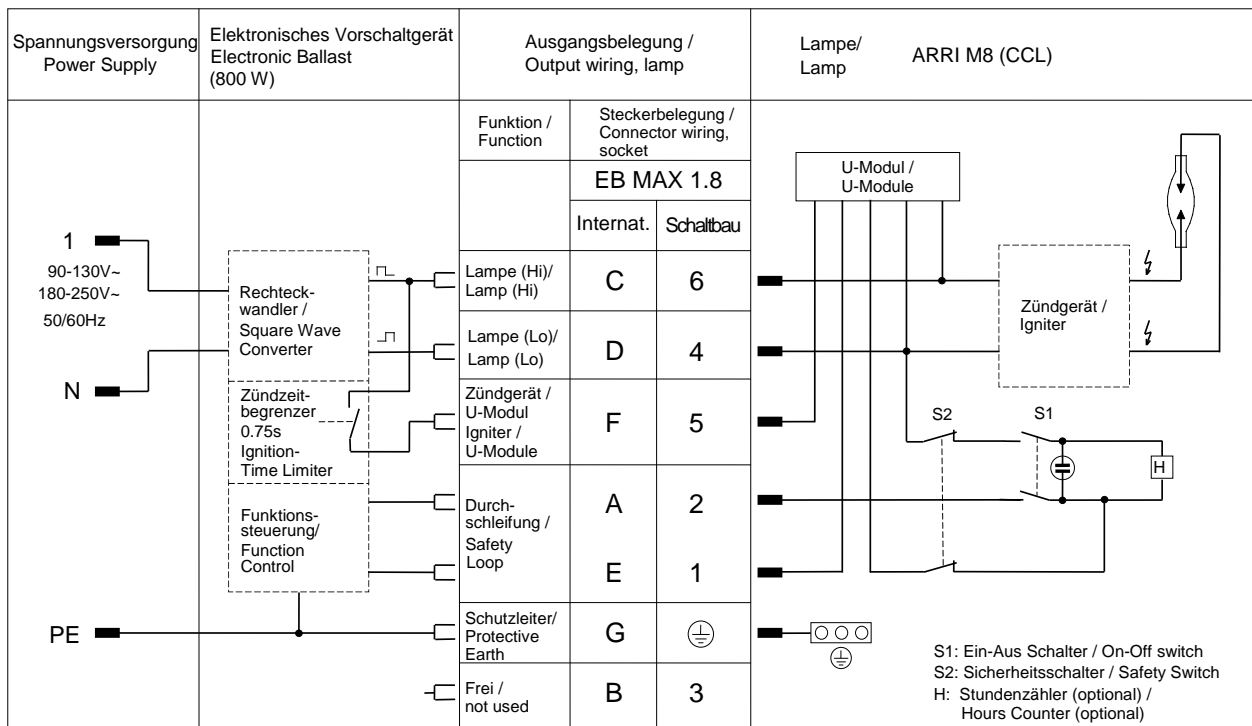 Spannungsversorgung
Power Supply
Elektronisches Vorschaltgerät
Electronic Ballast
(800 W)
Ausgangsbelegung /
Output wiring, lamp
Lampe/
Lamp
ARRI M8 (CCL)
Funktion /
Function
Steckerbelegung /
Connector wiring,
socket
EB MAX 1.8
Internat.
Schaltbau
1
90-130V~
180-250V~
50/60Hz
N
PE
Rechteck-
wandler /
Square Wave
Converter
Zündzeit-
begrenzer
0.75s
Ignition-
Time Limiter
Funktions-
steuerung/
Function
Control
Lampe (Hi)/
Lamp (Hi)
C
6
Lampe (Lo)/
Lamp (Lo)
D
4
Zündgerät /
U-Modul
Igniter /
U-Module
F
5
Durch-
schleifung /
Safety
Loop
A
2
E
1
Schutzleiter/
Protective
Earth
G
Frei /
not used
B
3
U-Modul /
U-Module
Zündgerät /
Igniter
S2
S1
H
S1: Ein-Aus Schalter / On-Off switch
S2: Sicherheitsschalter / Safety Switch
H: Stundenzähler (optional) /
Hours Counter (optional)